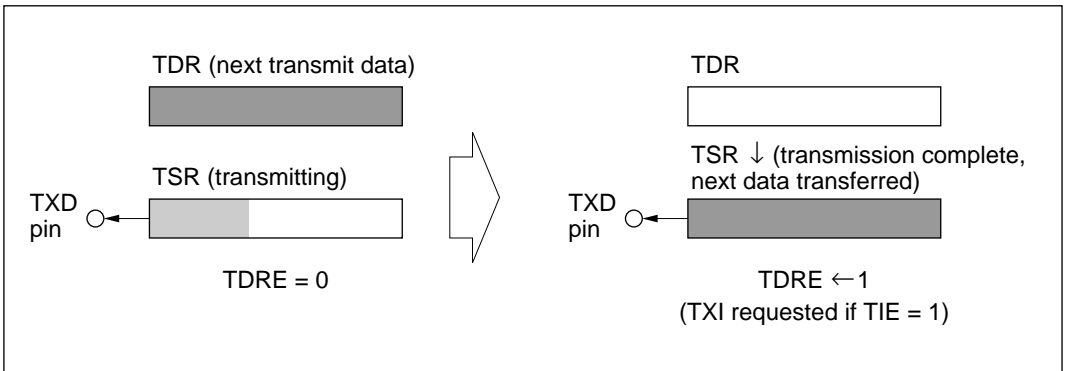 TDR (next transmit data)
TSR (transmitting)
TXD
pin
TDRE = 0
TDR
TSR ↓ (transmission complete,
next data transferred)
TXD
pin
TDRE ←1
(TXI requested if TIE = 1)